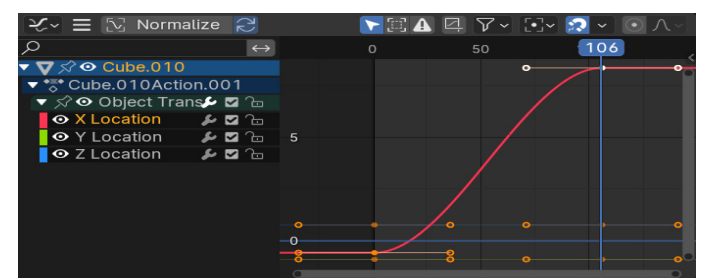 Normalize
0 50 106
Cube.010
Cube.010Action.001
Object Trans
X Location
Y Location
Z Location
5
0